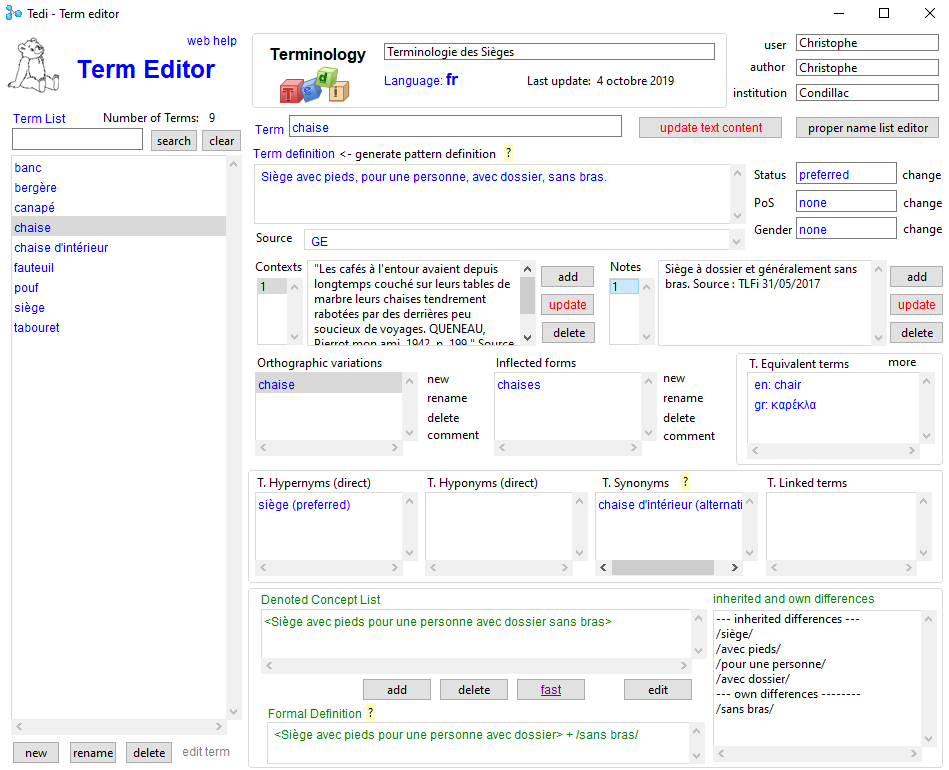 Tedi - Term editor
web help
Term Editor
Terminology
Terminologie des Sièges
T e d i
Language: fr
Last update: 4 octobre 2019
user Christophe
author Christophe
institution Condillac
Term List
Number of Terms: 9
search
clear
banc
bergère
canapé
chaise
chaise d'intérieur
fauteuil
pouf
siège
tabouret
new
rename
delete
edit term
Term chaise
update text content
proper name list editor
Term definition <- generate pattern definition ?
Siège avec pieds, pour une personne, avec dossier, sans bras.
Source GE
Status preferred change
PoS none change
Gender none change
Contexts
1
"Les cafés à l'entour avaient depuis
longtemps couché sur leurs tables de
marbre leurs chaises tendrement
rabotées par des derrières peu
soucieux de voyages. QUENEAU,
Pierrot mon ami, 1942, p. 199." Source
add
update
delete
Notes
1
Siège à dossier et généralement sans
bras. Source : TLFi 31/05/2017
add
update
delete
Orthographic variations
chaise
new
rename
delete
comment
Inflected forms
chaises
new
rename
delete
comment
T. Equivalent terms
more
en: chair
gr: καρέκλα
T. Hypernyms (direct)
siège (preferred)
T. Hyponyms (direct)
T. Synonyms ?
chaise d'intérieur (alternati
T. Linked terms
Denoted Concept List
<Siège avec pieds pour une personne avec dossier sans bras>
add
delete
fast
edit
Formal Definition ?
<Siège avec pieds pour une personne avec dossier> + /sans bras/
inherited and own differences
--- inherited differences ---
/siège/
/avec pieds/
/pour une personne/
/avec dossier/
--- own differences --------
/sans bras/